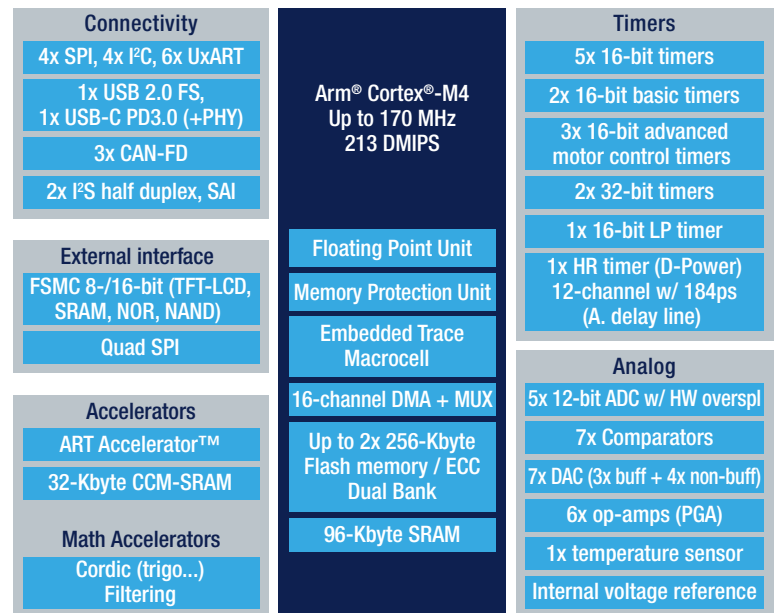 Connectivity
4x SPI, 4x I²C, 6x UxART
1x USB 2.0 FS,
1x USB-C PD3.0 (+PHY)
3x CAN-FD
2x I²S half duplex, SAI
External interface
FSMC 8-/16-bit (TFT-LCD,
SRAM, NOR, NAND)
Quad SPI
Accelerators
ART Accelerator™
32-Kbyte CCM-SRAM
Math Accelerators
Cordic (trigo...)
Filtering
Arm® Cortex®-M4
Up to 170 MHz
213 DMIPS
Floating Point Unit
Memory Protection Unit
Embedded Trace
Macrocell
16-channel DMA + MUX
Up to 2x 256-Kbyte
Flash memory / ECC
Dual Bank
96-Kbyte SRAM
Timers
5x 16-bit timers
2x 16-bit basic timers
3x 16-bit advanced
motor control timers
2x 32-bit timers
1x 16-bit LP timer
1x HR timer (D-Power)
12-channel w/ 184ps
(A. delay line)
Analog
5x 12-bit ADC w/ HW overspl
7x Comparators
7x DAC (3x buff + 4x non-buff)
6x op-amps (PGA)
1x temperature sensor
Internal voltage reference